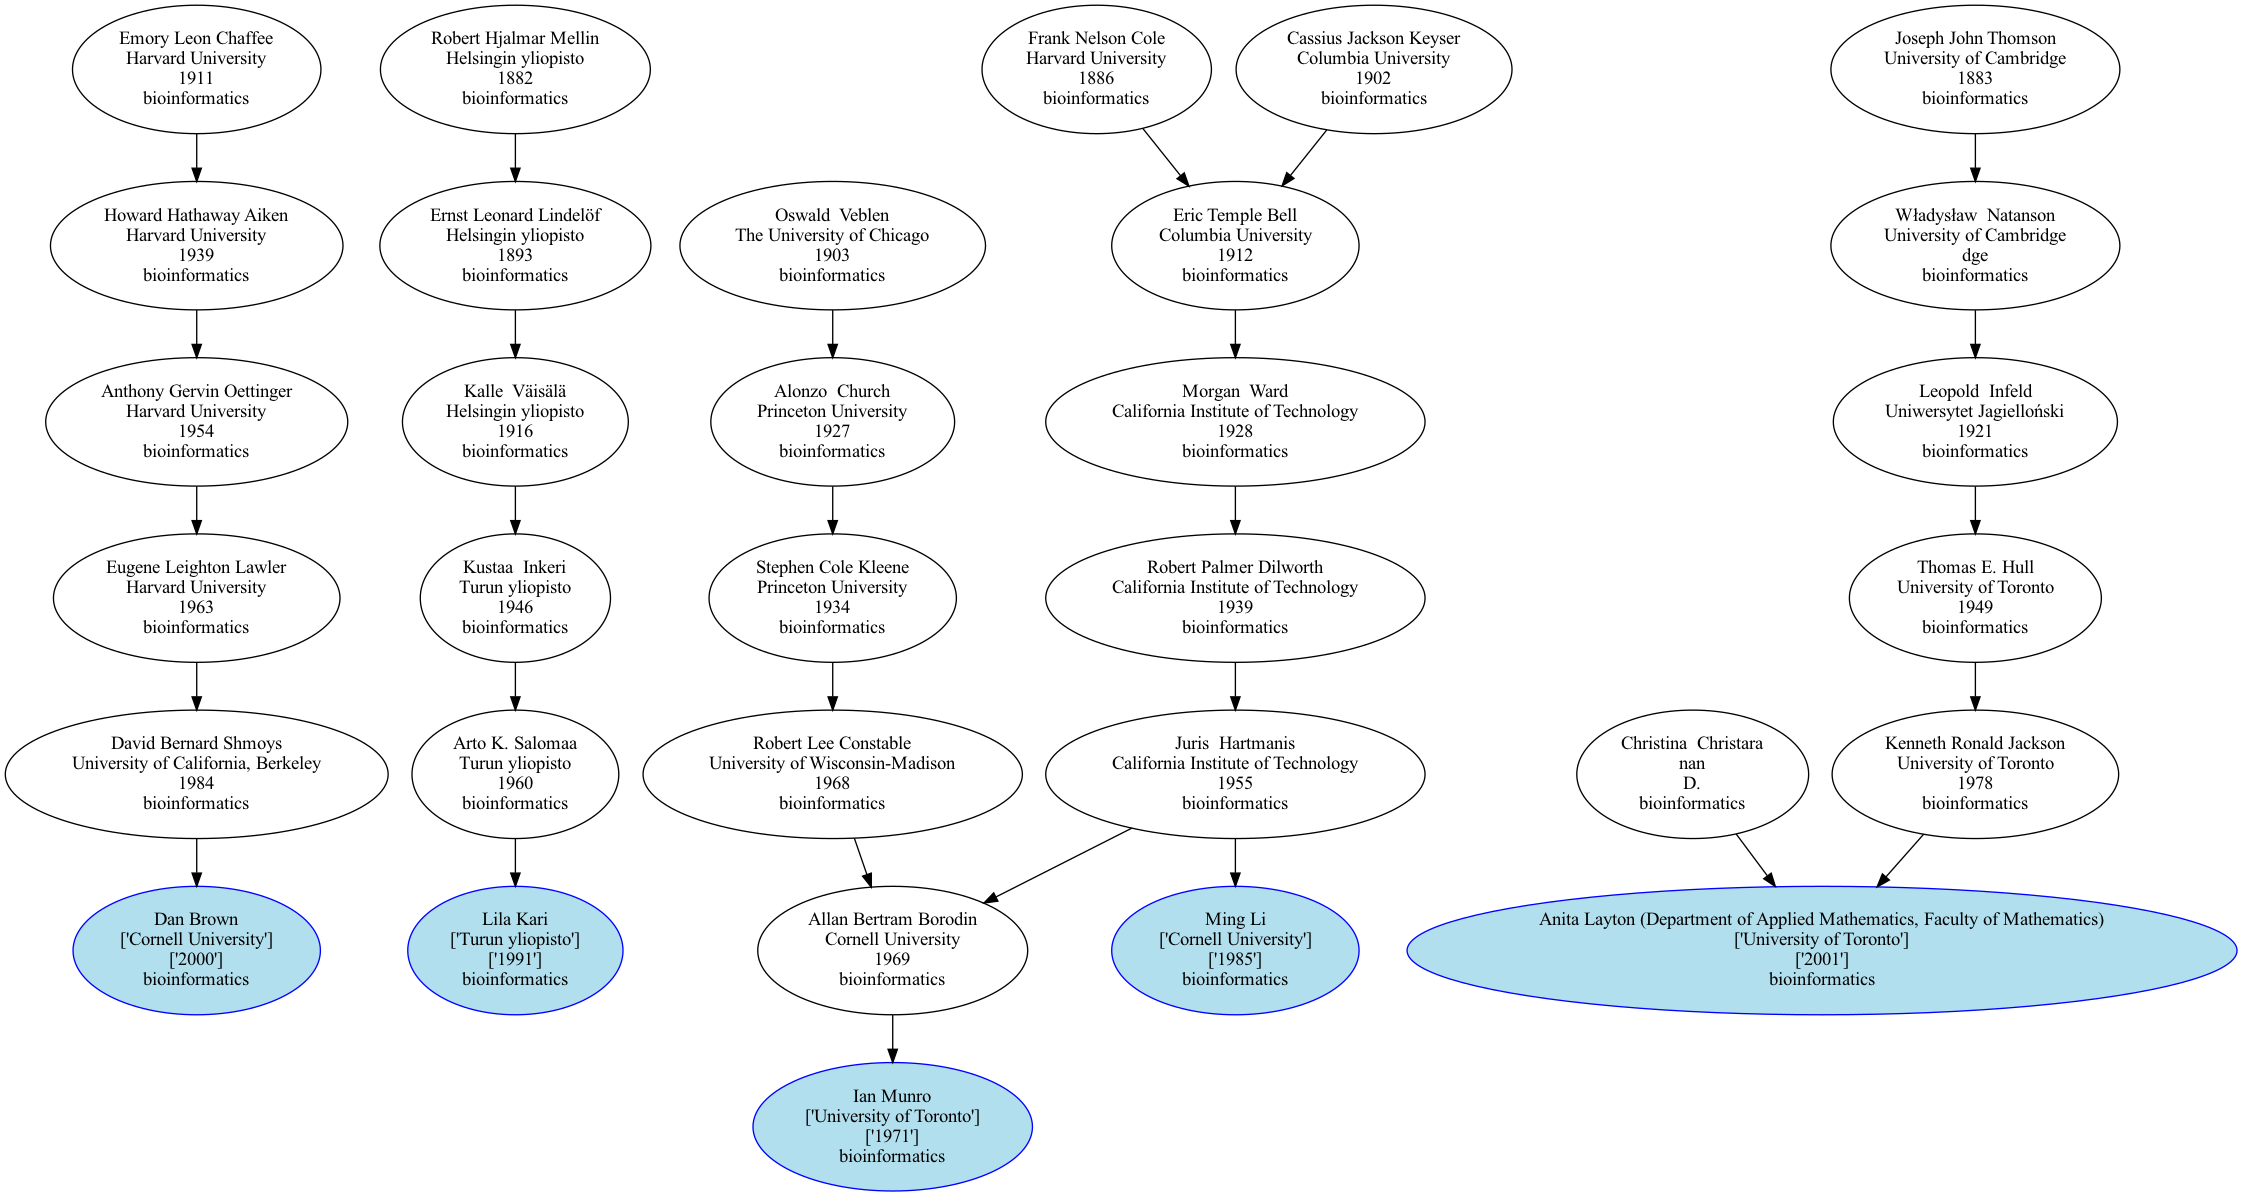 Emory Leon Chaffee
Harvard University
1911
bioinformatics
Robert Hjalmar Mellin
Helsingin yliopisto
1882
bioinformatics
Frank Nelson Cole
Harvard University
1886
bioinformatics
Cassius Jackson Keyser
Columbia University
1902
bioinformatics
Joseph John Thomson
University of Cambridge
1883
bioinformatics
Howard Hathaway Aiken
Harvard University
1939
bioinformatics
Ernst Leonard Lindelöf
Helsingin yliopisto
1893
bioinformatics
Oswald  Veblen
The University of Chicago
1903
bioinformatics
Eric Temple Bell
Columbia University
1912
bioinformatics
Władysław  Natanson
University of Cambridge
dge
bioinformatics
Anthony Gervin Oettinger
Harvard University
1954
bioinformatics
Kalle  Väisälä
Helsingin yliopisto
1916
bioinformatics
Alonzo  Church
Princeton University
1927
bioinformatics
Morgan  Ward
California Institute of Technology
1928
bioinformatics
Leopold  Infeld
Uniwersytet Jagielloński
1921
bioinformatics
Eugene Leighton Lawler
Harvard University
1963
bioinformatics
Kustaa  Inkeri
Turun yliopisto
1946
bioinformatics
Stephen Cole Kleene
Princeton University
1934
bioinformatics
Robert Palmer Dilworth
California Institute of Technology
1939
bioinformatics
Thomas E. Hull
University of Toronto
1949
bioinformatics
David Bernard Shmoys
University of California, Berkeley
1984
bioinformatics
Arto K. Salomaa
Turun yliopisto
1960
bioinformatics
Robert Lee Constable
University of Wisconsin-Madison
1968
bioinformatics
Juris  Hartmanis
California Institute of Technology
1955
bioinformatics
Christina  Christara
nan
D.
bioinformatics
Kenneth Ronald Jackson
University of Toronto
1978
bioinformatics
Dan Brown
['Cornell University']
['2000']
bioinformatics
Lila Kari
['Turun yliopisto']
['1991']
bioinformatics
Allan Bertram Borodin
Cornell University
1969
bioinformatics
Ming Li
['Cornell University']
['1985']
bioinformatics
Anita Layton (Department of Applied Mathematics, Faculty of Mathematics)
['University of Toronto']
['2001']
bioinformatics
Ian Munro
['University of Toronto']
['1971']
bioinformatics